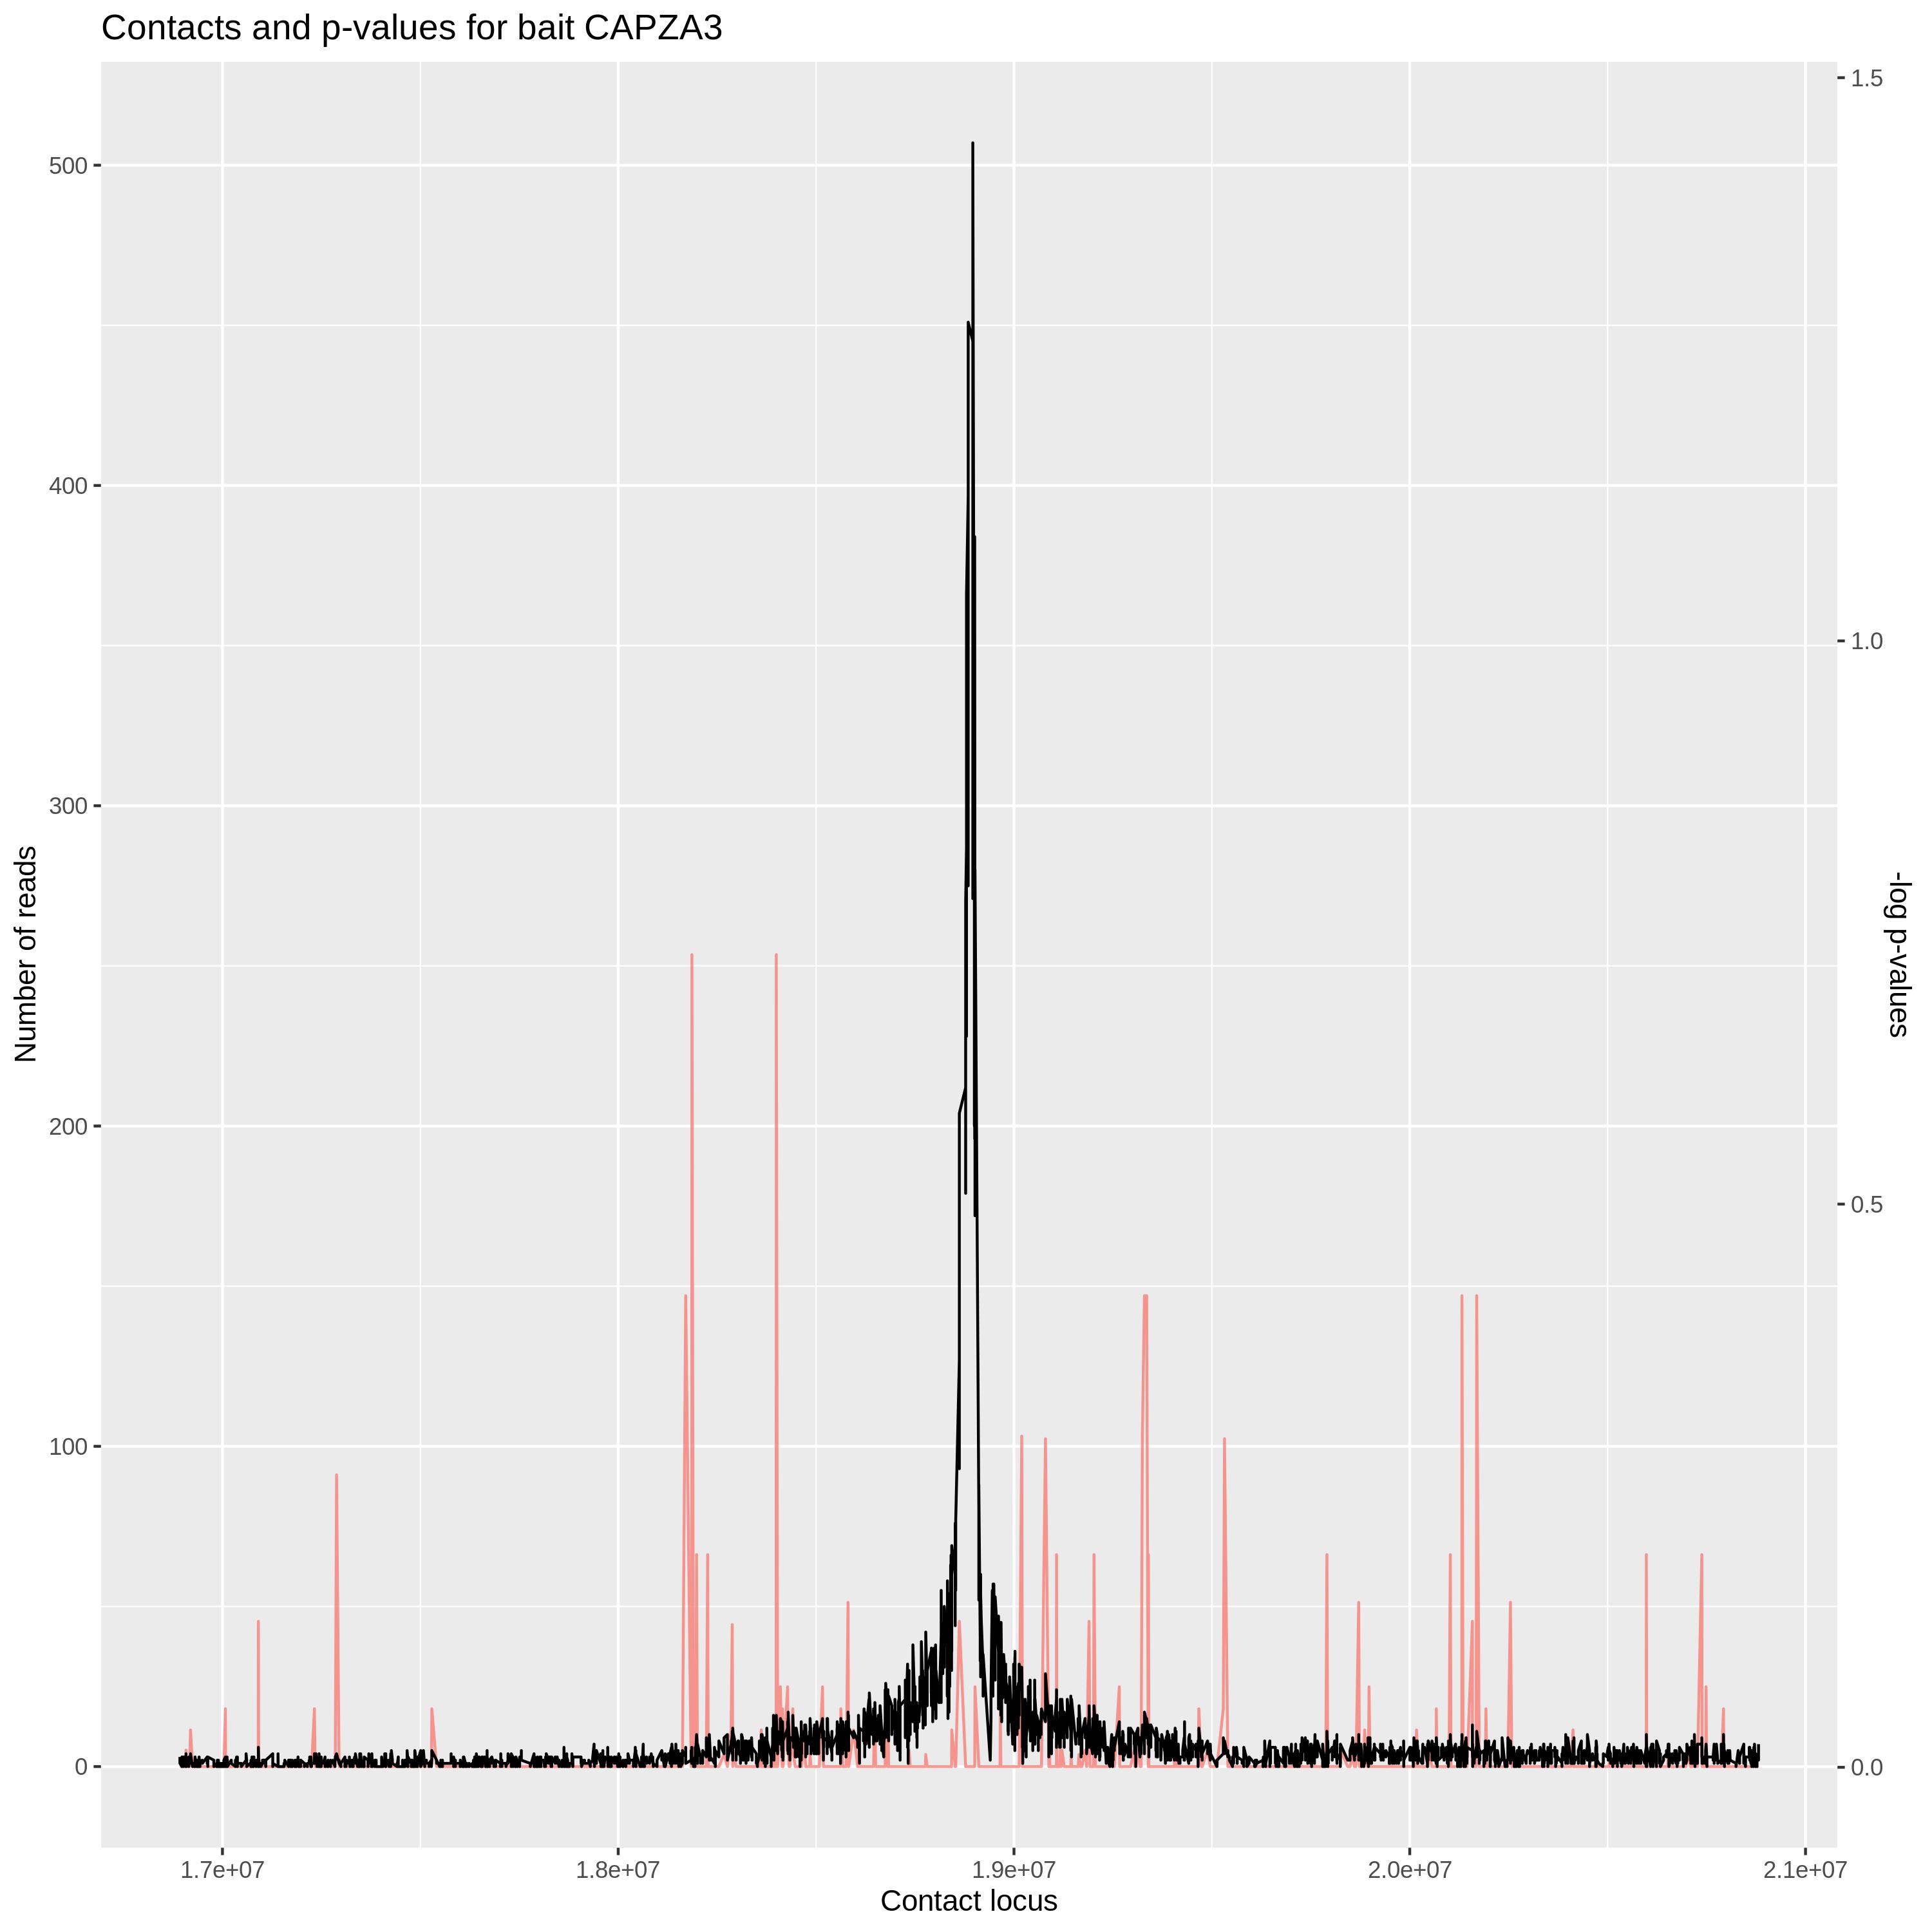 Contacts and p-values for bait CAPZA3
500
400
300
200
100
0
Number of reads
1.5
1.0
0.5
0.0
-log p-values
1.7e+07
1.8e+07
1.9e+07
2.0e+07
2.1e+07
Contact locus